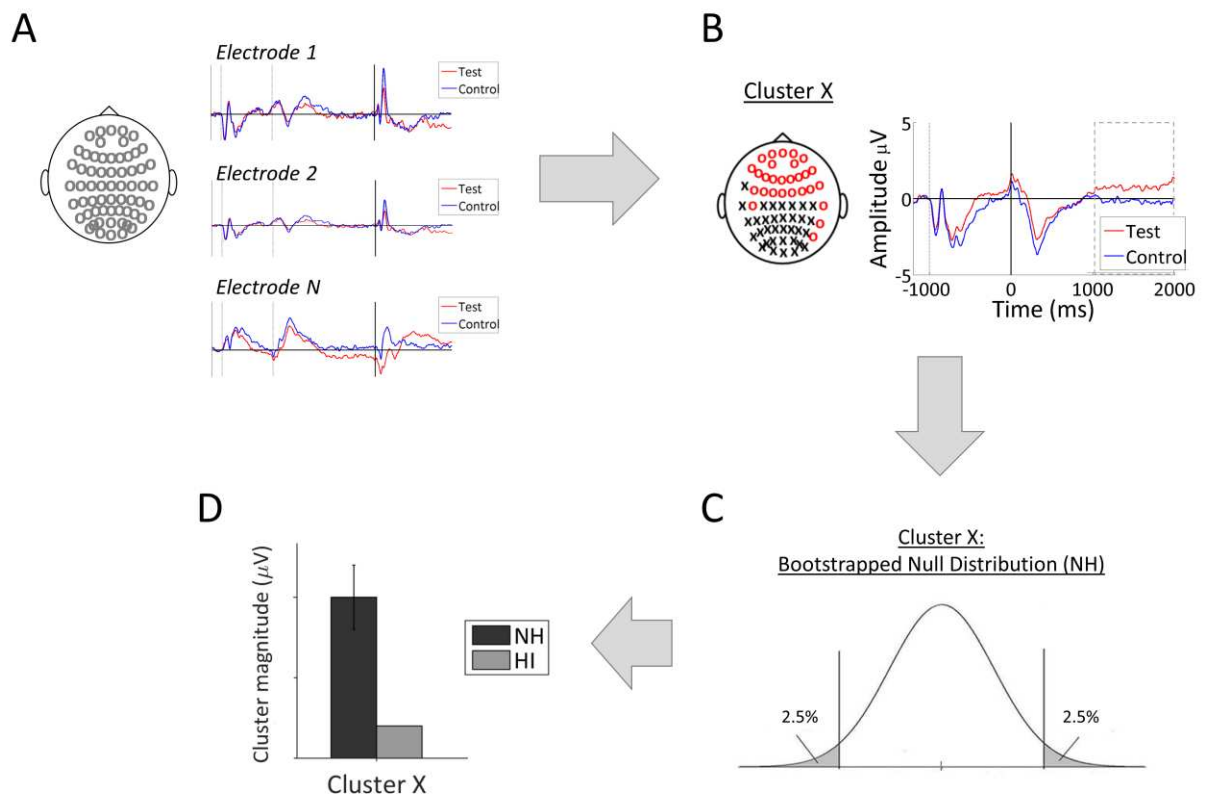 A
Electrode 1
Test
Control
Electrode 2
Test
Control
Electrode N
Test
Control
B
Cluster X
Amplitude µV
5
0
-5
-1000
0
1000
2000
Time (ms)
Test
Control
C
Cluster X:
Bootstrapped Null Distribution (NH)
2.5%
2.5%
D
Cluster magnitude (µV)
Cluster X
NH
HI